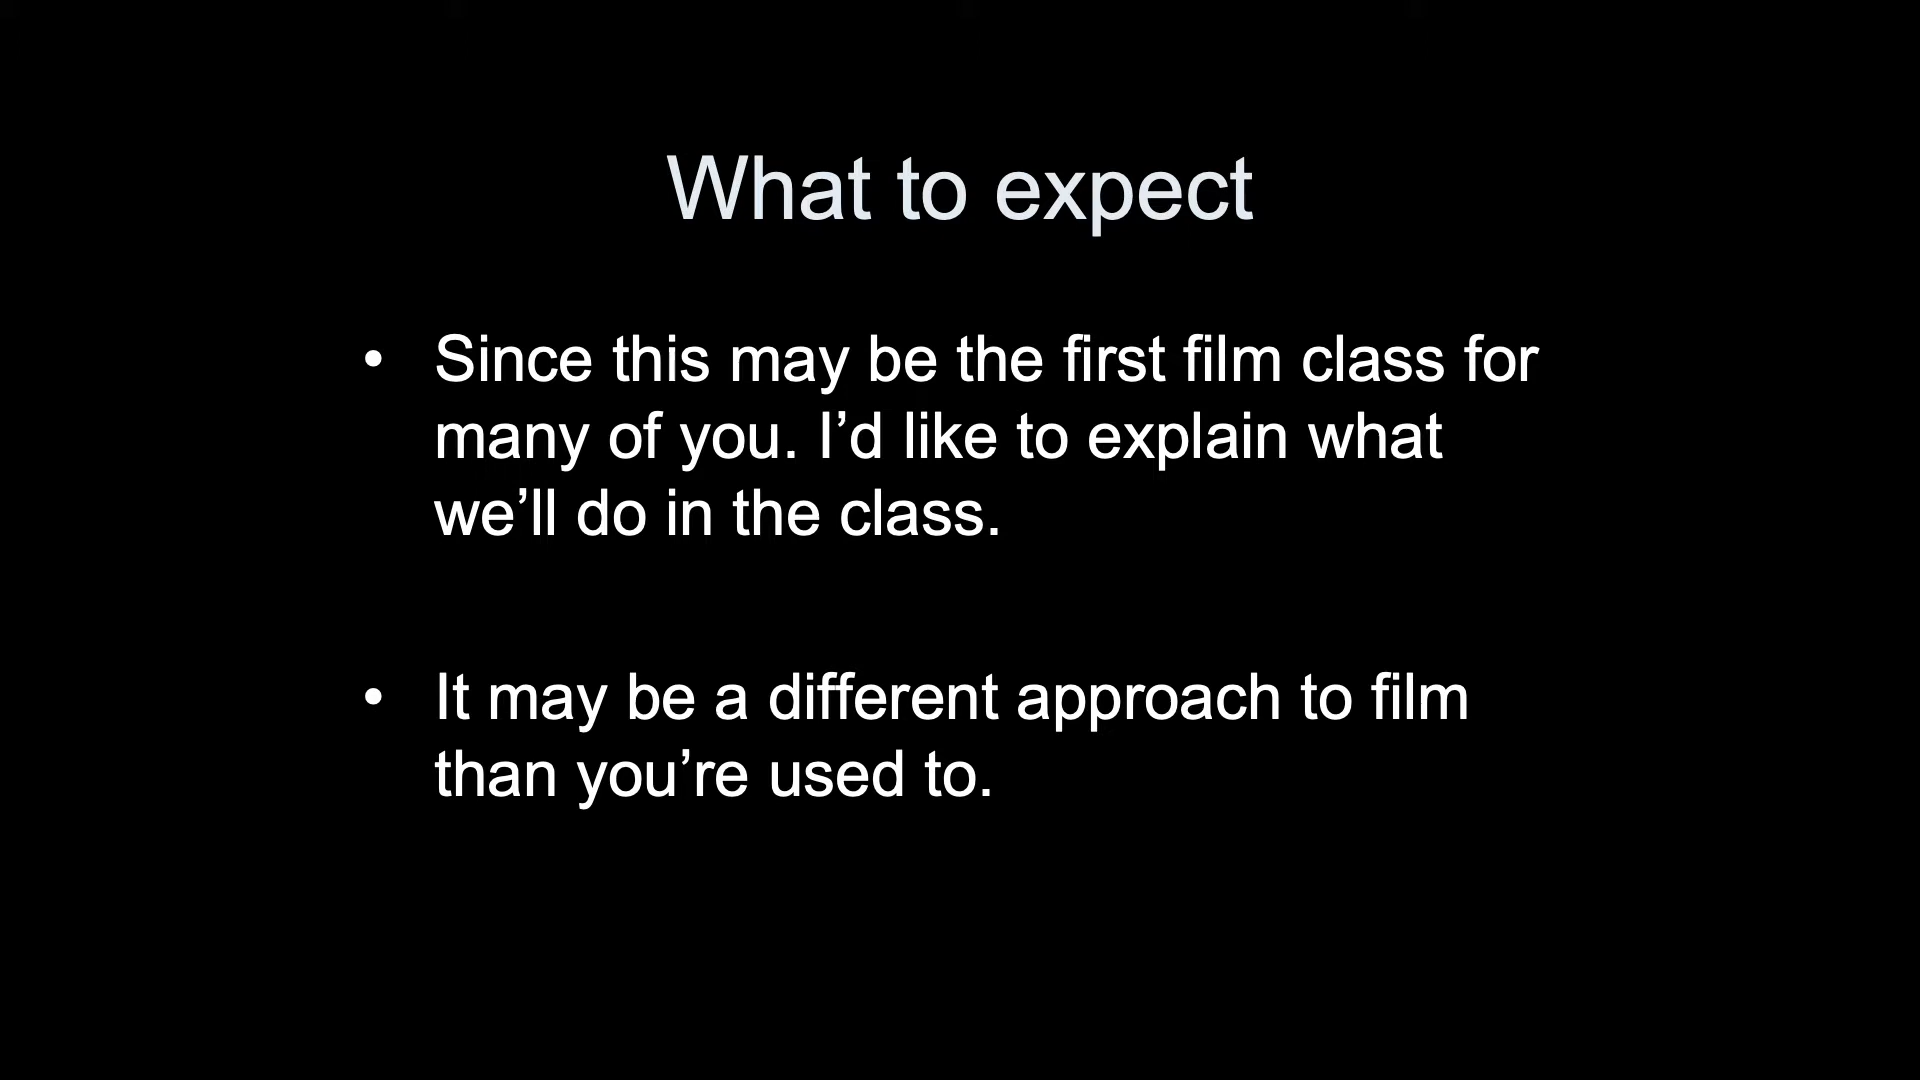 What to expect
• Since this may be the first film class for
many of you. I’d like to explain what
we’ll do in the class.
• It may be a different approach to film
than you’re used to.